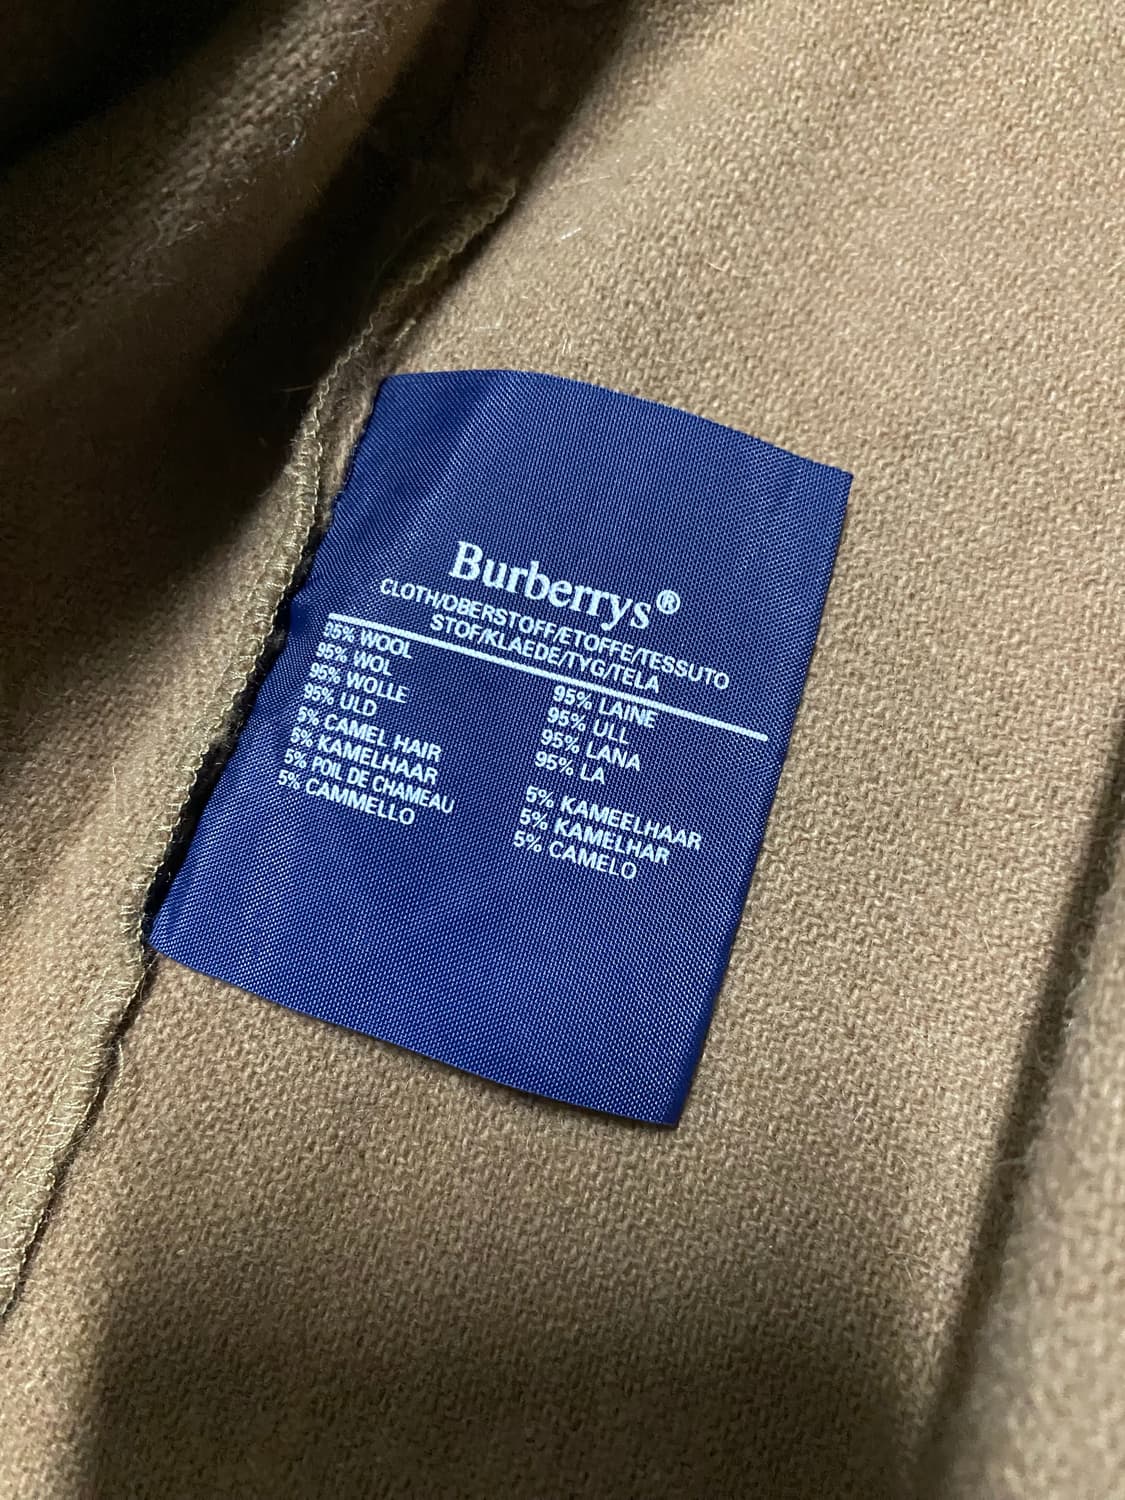 Burberrys®
CLOTH/OBERSTOFF/ETOFFE/TESSUTO
STOF/KLAEDE/TYG/TELA
95% WOOL
95% WOL
95% WOLLE
95% ULD
5% CAMEL HAIR
5% KAMELHAAR
5% POIL DE CHAMEAU
5% CAMMELLO
95% LAINE
95% ULL
95% LANA
95% LA
5% KAMEELHAAR
5% KAMELHAR
5% CAMELO